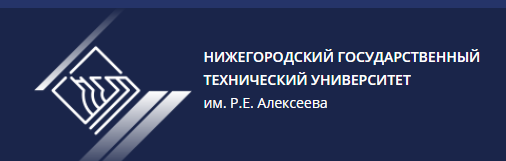 НИЖЕГОРОДСКИЙ ГОСУДАРСТВЕННЫЙ
ТЕХНИЧЕСКИЙ УНИВЕРСИТЕТ
им. Р.Е. Алексеева